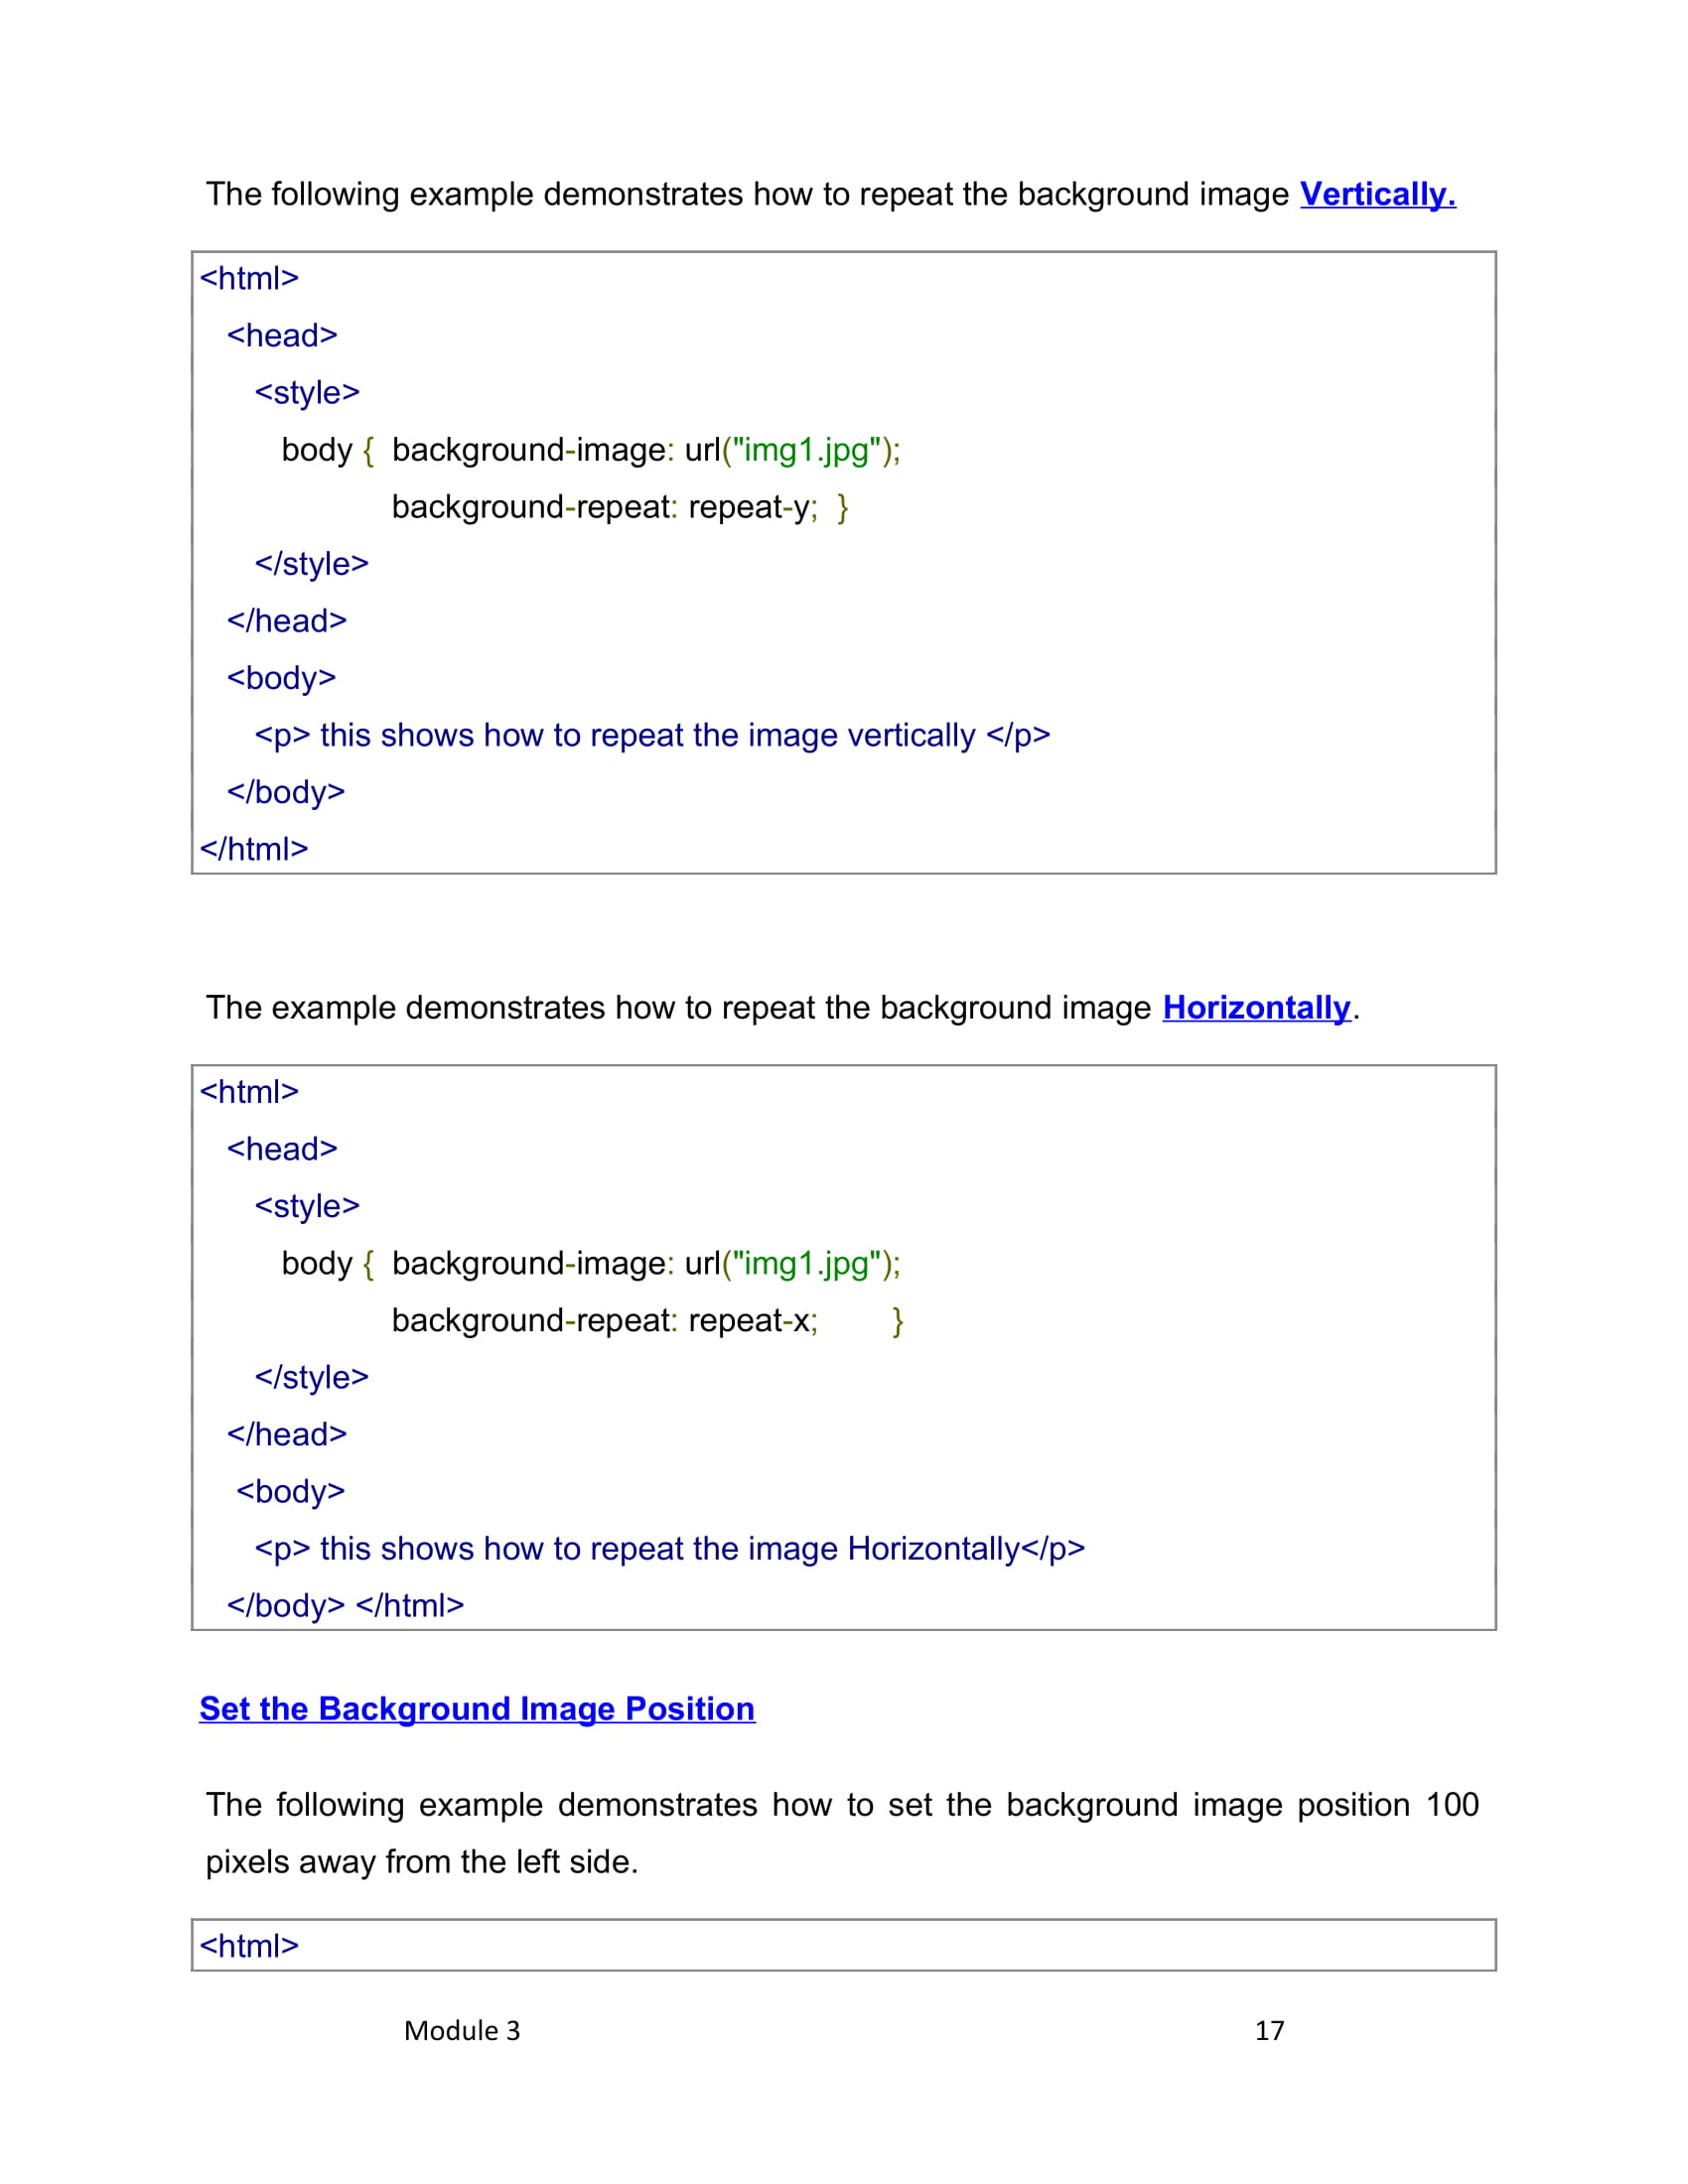 The following example demonstrates how to repeat the background image Vertically.
<html>
<head>
<style>
body { background-image: url("img1.jpg");
background-repeat: repeat-y; }
</style>
</head>
<body>
<p> this shows how to repeat the image vertically </p>
</body>
</html>
The example demonstrates how to repeat the background image Horizontally.
<html>
<head>
<style>
body { background-image: url("img1.jpg");
background-repeat: repeat-x; }
</style>
</head>
<body>
<p> this shows how to repeat the image Horizontally</p>
</body> </html>
Set the Background Image Position
The following example demonstrates how to set the background image position 100
pixels away from the left side.
<html>
Module 3 17